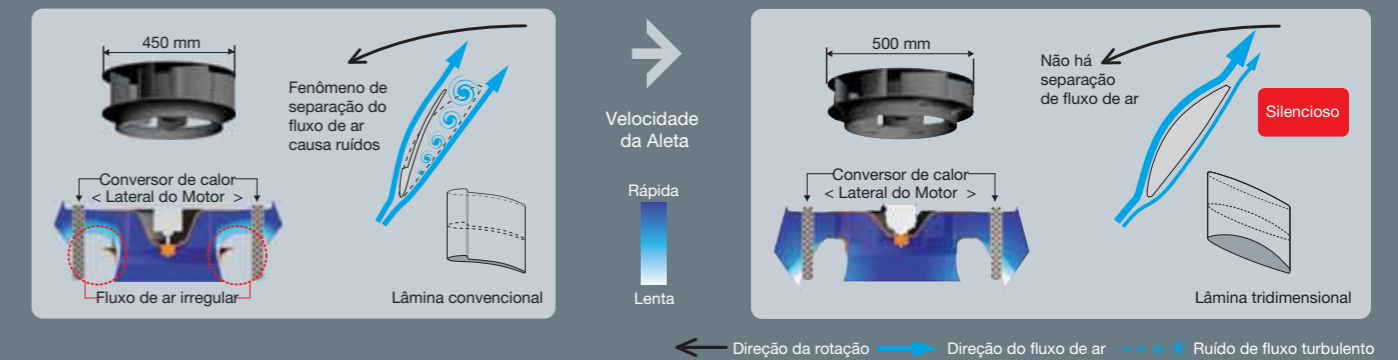 450 mm
Fenômeno de
separação do
fluxo de ar
causa ruídos
Conversor de calor
< Lateral do Motor >
Fluxo de ar irregular
Lâmina convencional
Velocidade
da Aleta
Rápida
Lenta
500 mm
Não há
separação
de fluxo de ar
Silencioso
Conversor de calor
< Lateral do Motor >
Lâmina tridimensional
Direção da rotação
Direção do fluxo de ar
Ruído de fluxo turbulento